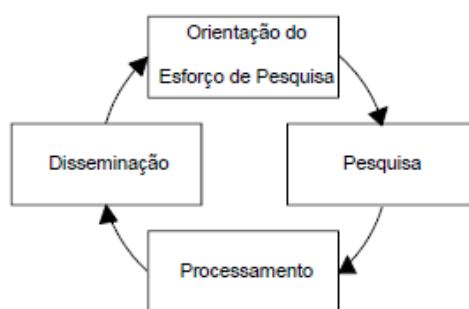 Orientação do
Esforço de Pesquisa
Disseminação
Pesquisa
Processamento